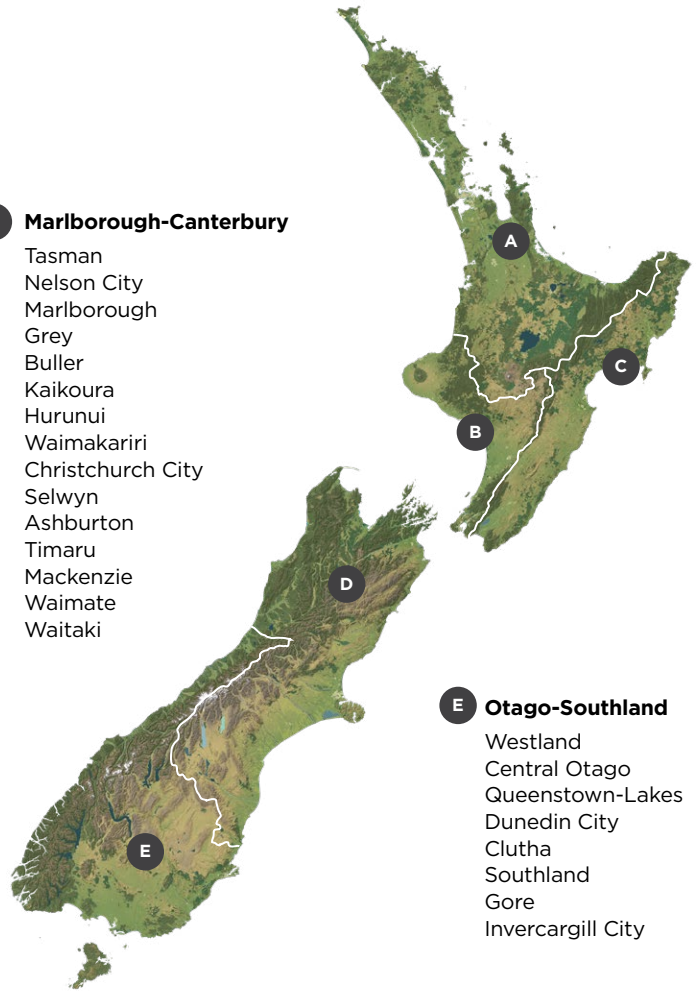 A
C
B
D
E
Marlborough-Canterbury
Tasman
Nelson City
Marlborough
Grey
Buller
Kaikoura
Hurunui
Waimakariri
Christchurch City
Selwyn
Ashburton
Timaru
Mackenzie
Waimate
Waitaki
E Otago-Southland
Westland
Central Otago
Queenstown-Lakes
Dunedin City
Clutha
Southland
Gore
Invercargill City